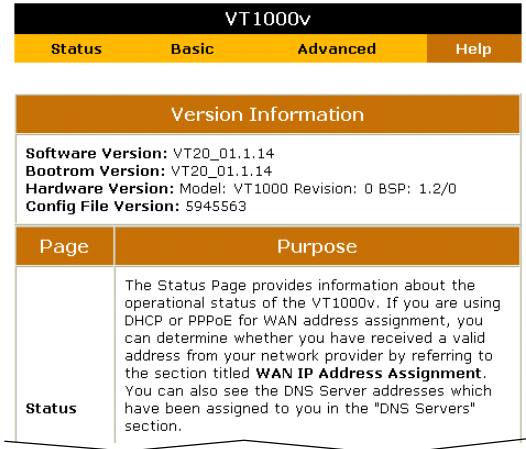 VT1000v
Status Basic Advanced Help
Version Information
Software Version: VT20_01.1.14
Bootrom Version: VT20_01.1.14
Hardware Version: Model: VT1000 Revision: 0 BSP: 1.2/0
Config File Version: 5945563
Page Purpose
Status
The Status Page provides information about the
operational status of the VT1000v. If you are using
DHCP or PPPoE for WAN address assignment, you
can determine whether you have received a valid
address from your network provider by referring to
the section titled WAN IP Address Assignment.
You can also see the DNS Server addresses which
have been assigned to you in the "DNS Servers"
section.